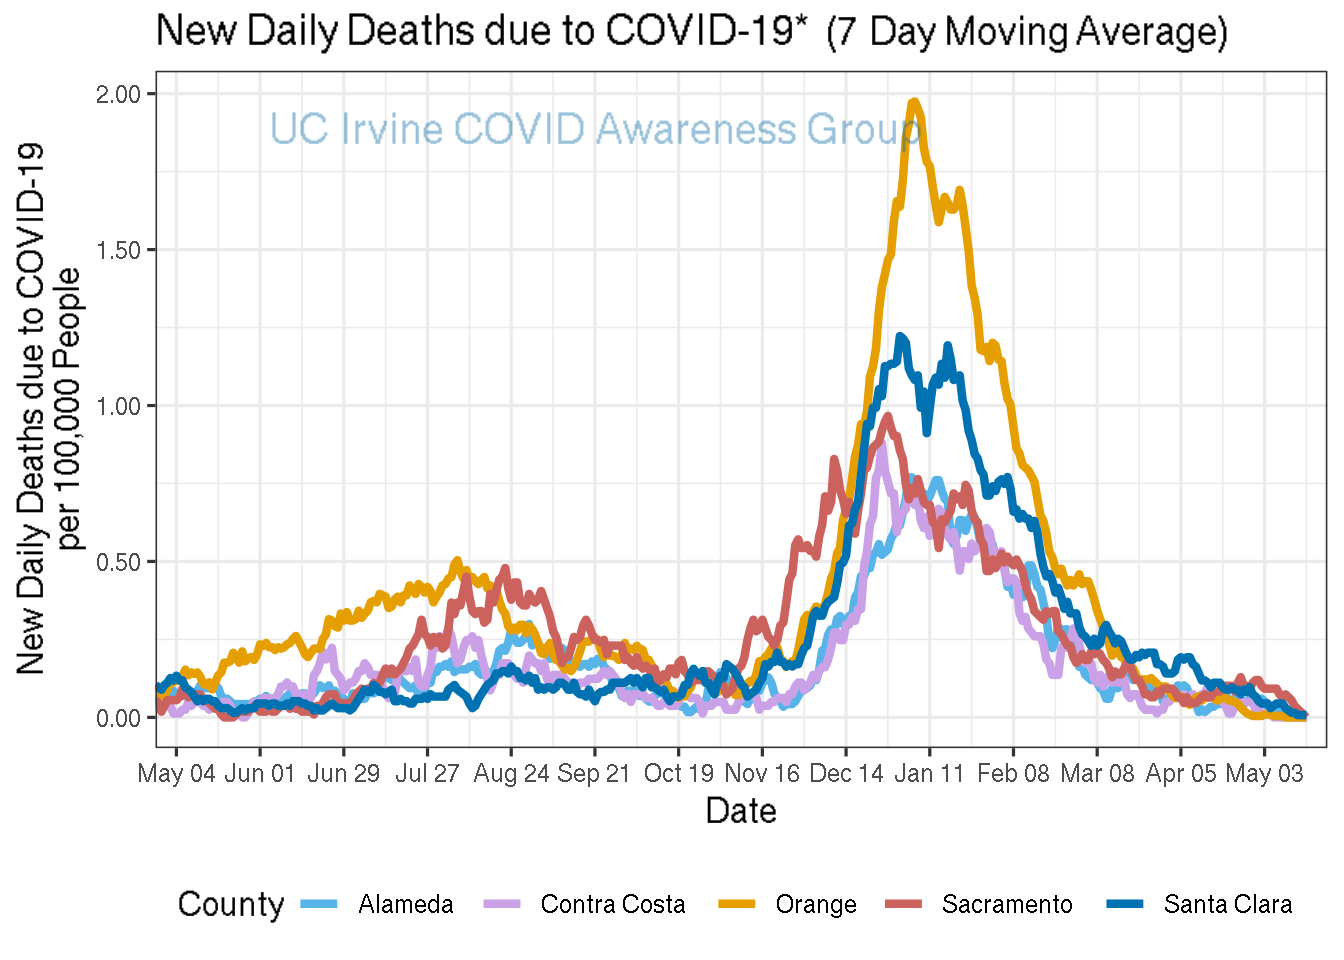 New Daily Deaths due to COVID-19* (7 Day Moving Average)
UC Irvine COVID Awareness Group
New Daily Deaths due to COVID-19
per 100,000 People
2.00
1.50
1.00
0.50
0.00
May 04 Jun 01 Jun 29 Jul 27 Aug 24 Sep 21 Oct 19 Nov 16 Dec 14 Jan 11 Feb 08 Mar 08 Apr 05 May 03
Date
County Alameda Contra Costa Orange Sacramento Santa Clara